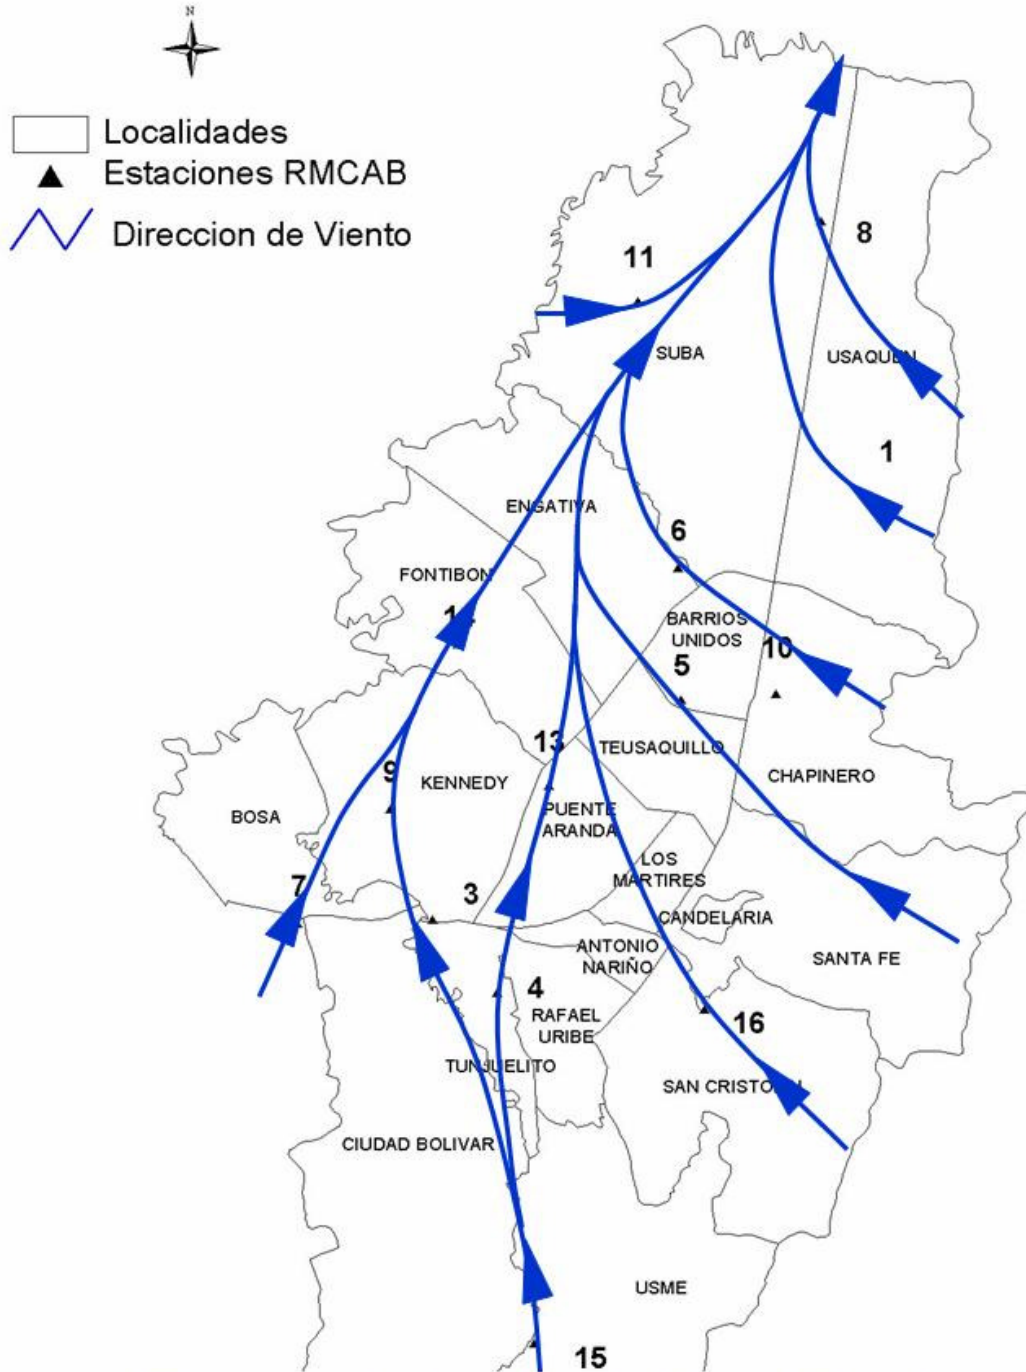 N
Localidades
Estaciones RMCAB
Direccion de Viento
8
11
SUBA
USAQUEN
1
ENGATIVA
6
FONTIBON
BARRIOS
UNIDOS
10
5
13
TEUSAQUILLO
9
KENNEDY
CHAPINERO
BOSA
PUENTE
ARANDA
LOS
MARTIRES
7
3
CANDELARIA
ANTONIO
NARIÑO
SANTA FE
4
RAFAEL
URIBE
16
TUNJUELITO
SAN CRISTOBAL
CIUDAD BOLIVAR
USME
15